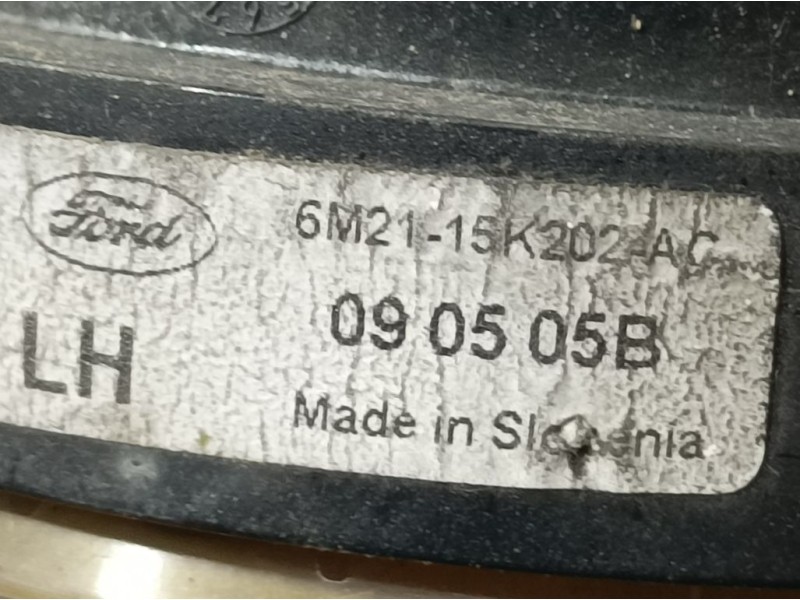 Ford
6M21-15K202-AC
LH
09 05 05B
Made in Slovenia